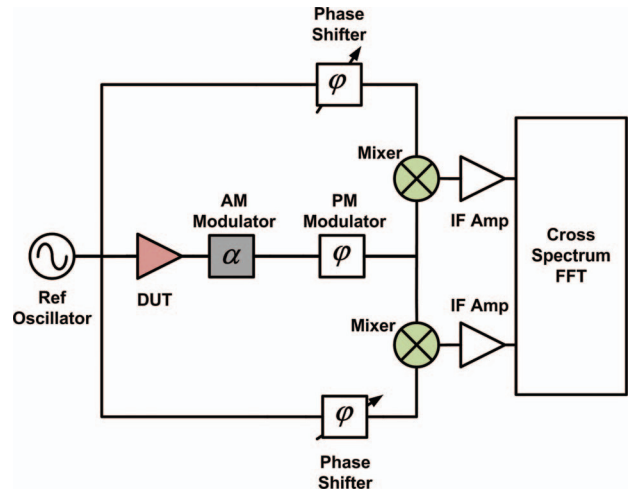 Phase
Shifter
φ
Mixer
IF Amp
AM
Modulator
α
PM
Modulator
φ
Ref
Oscillator
DUT
Cross
Spectrum
FFT
Mixer
IF Amp
φ
Phase
Shifter